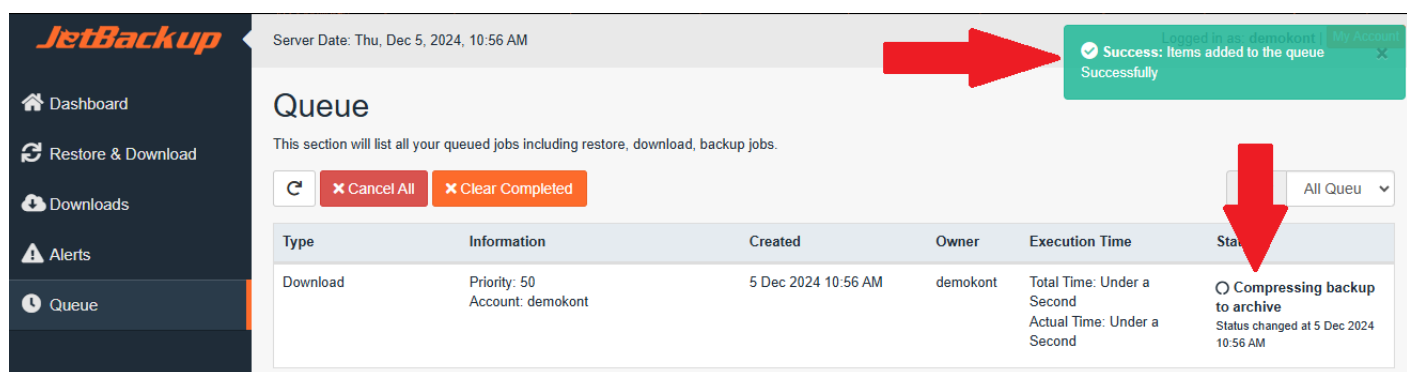 JetBackup
Server Date: Thu, Dec 5, 2024, 10:56 AM
Logged in as: demokont | My Account
Success: Items added to the queue
Successfully
Dashboard
Restore & Download
Downloads
Alerts
Queue
Queue
This section will list all your queued jobs including restore, download, backup jobs.
Cancel All
Clear Completed
All Queu
Type Information Created Owner Execution Time
Download Priority: 50 5 Dec 2024 10:56 AM demokont Total Time: Under a
Account: demokont Second
Actual Time: Under a
Second
Compressing backup
to archive
Status changed at 5 Dec 2024
10:56 AM